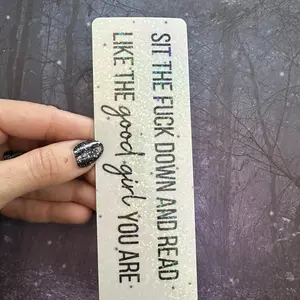 SIT THE FUCK DOWN AND READ
LIKE THE good girl YOU ARE